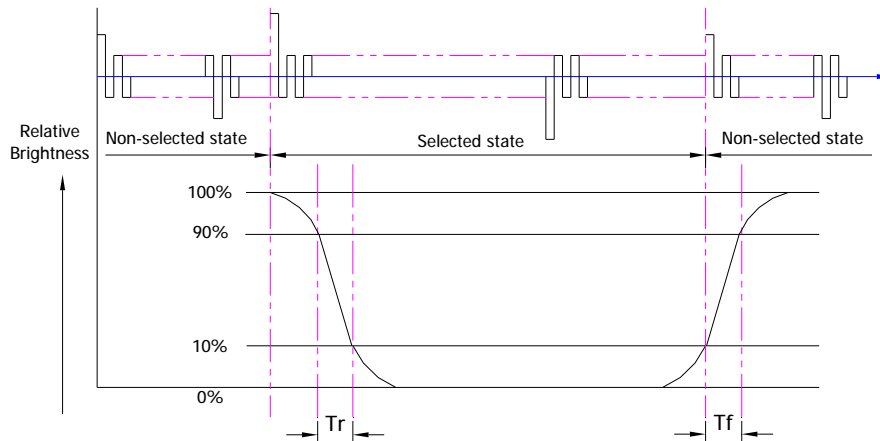 Relative
Brightness
Non-selected state
Selected state
Non-selected state
100%
90%
10%
0%
Tr
Tf